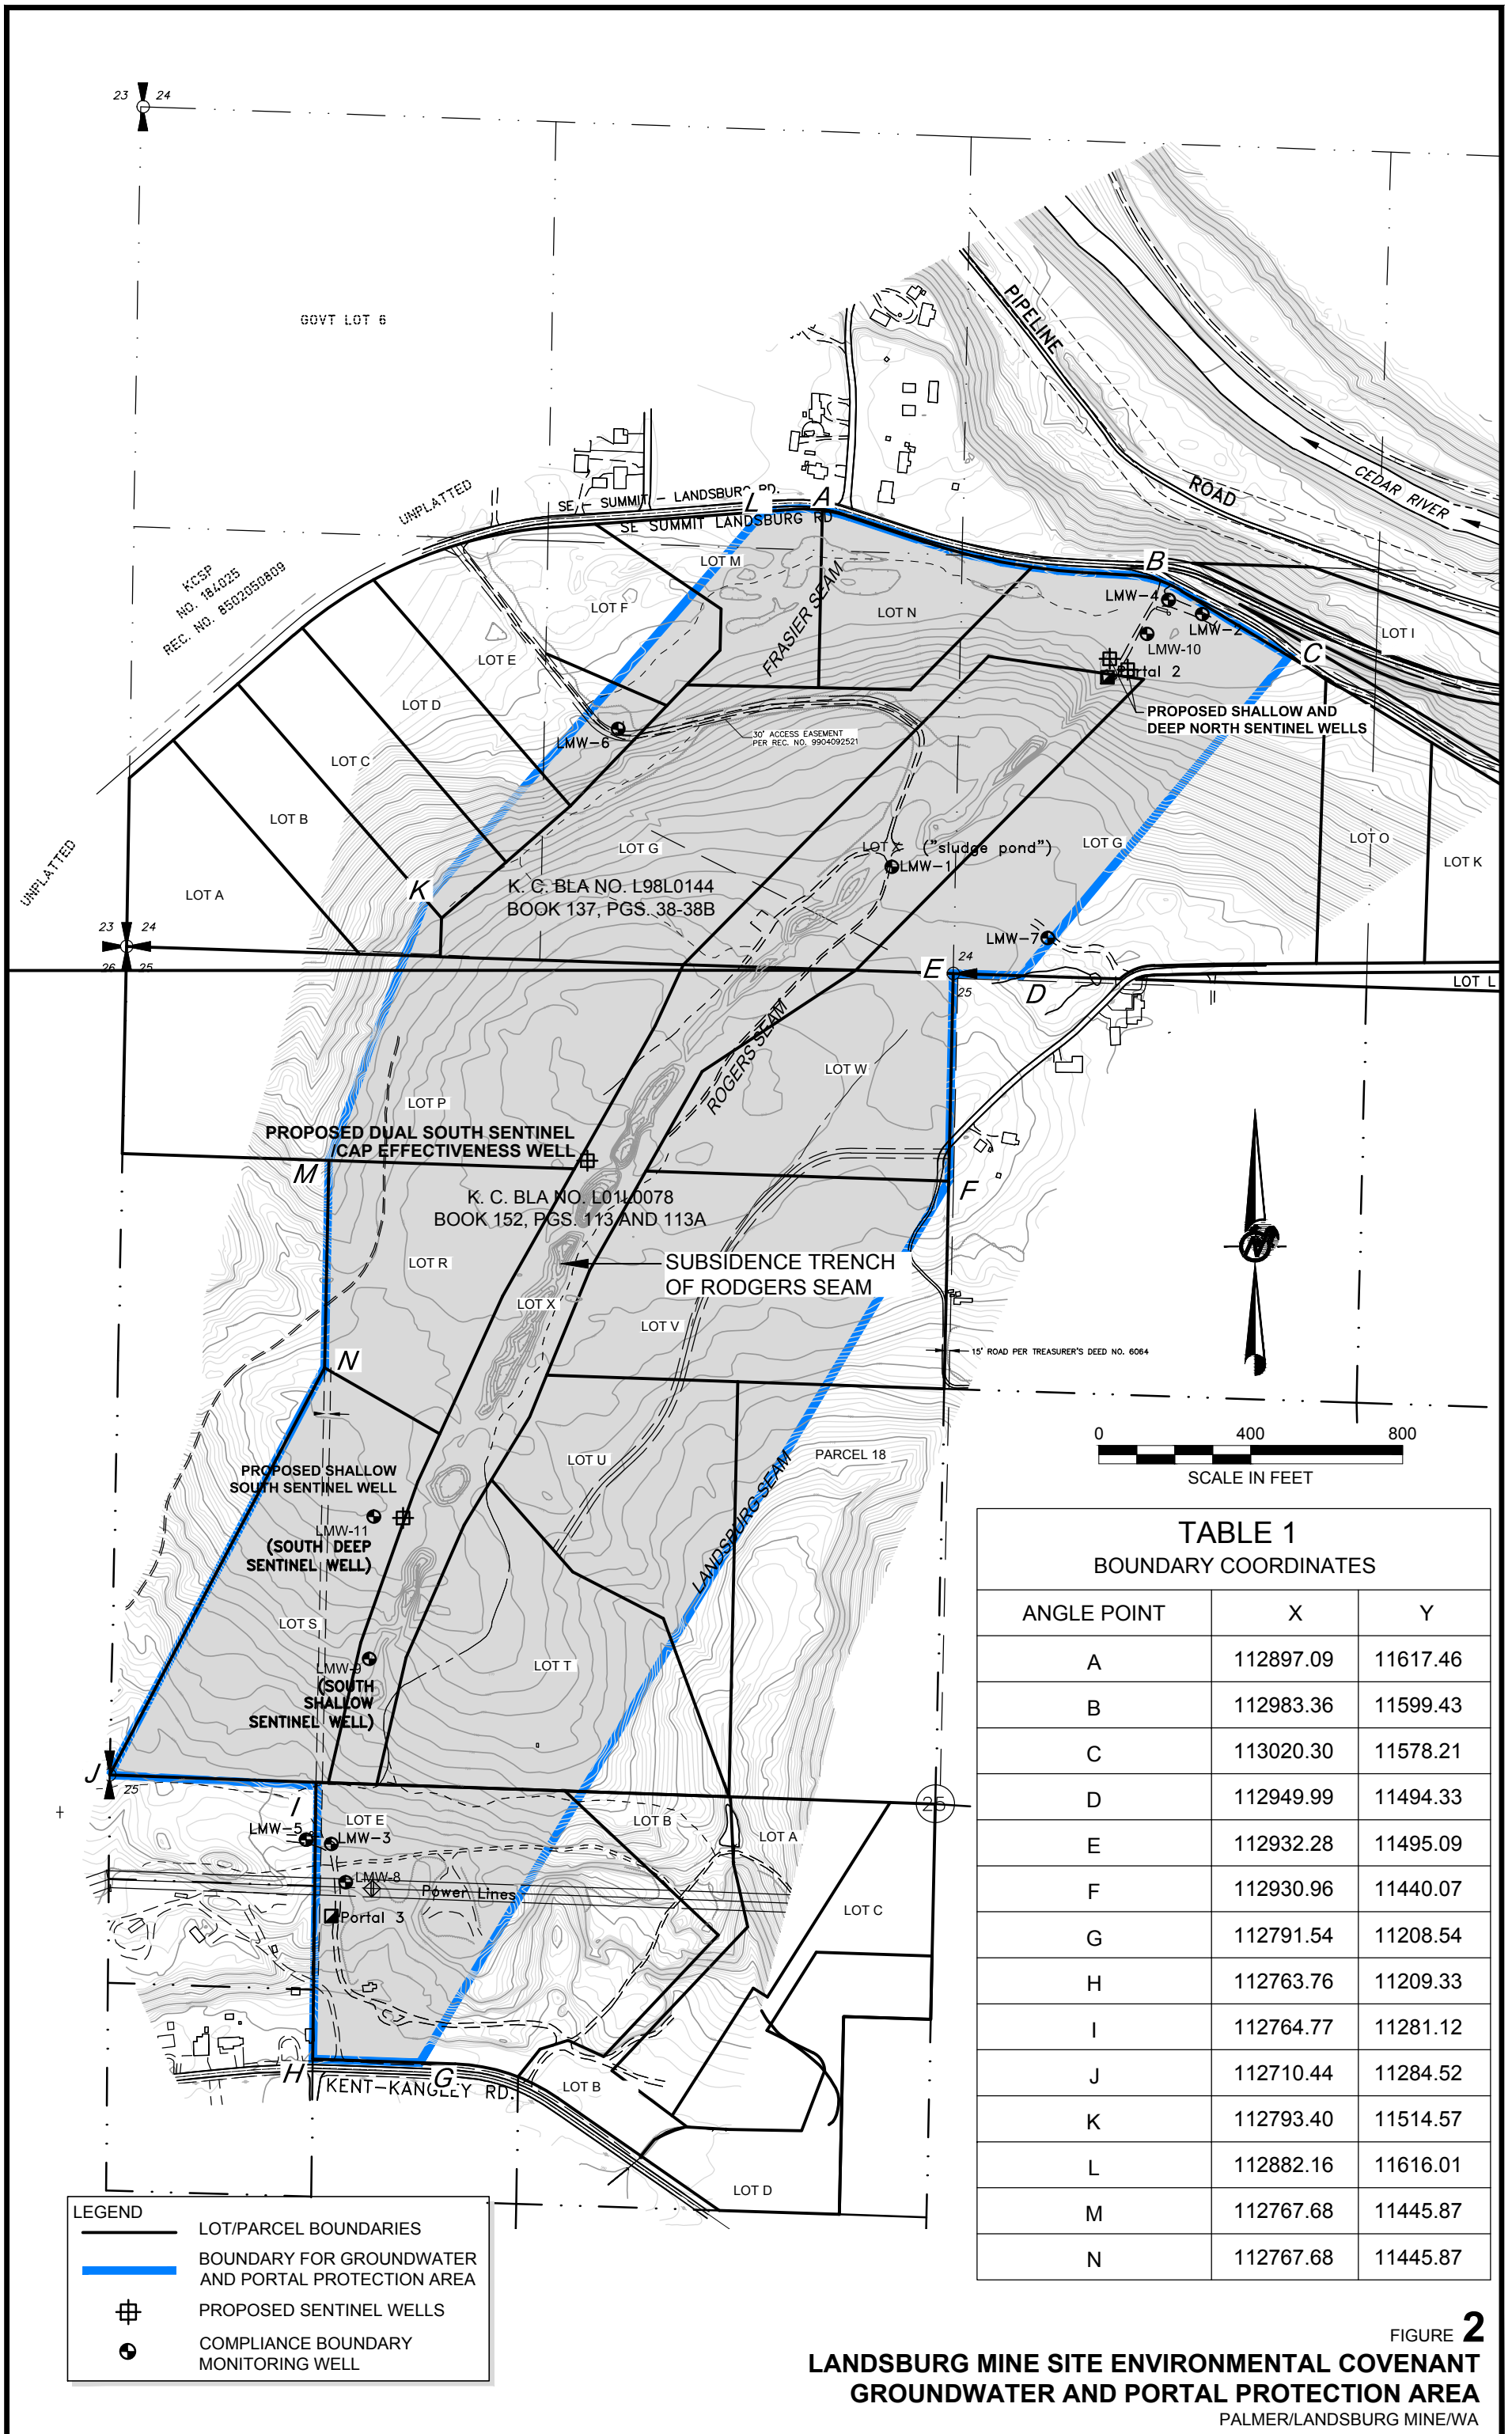 23 24
GOVT LOT 6
PIPELINE
ROAD
CEDAR RIVER
UNPLATTED
SE - SUMMIT - LANDSBURG RD.
SE SUMMIT LANDSBURG RD
L
A
B
C
KCSP
NO. 184025
REC. NO. 8502050809
LOT M
LOT F
LOT N
FRASIER SEAM
LMW-4
LMW-2
LMW-10
LOT I
LOT E
Portal 2
LOT D
PROPOSED SHALLOW AND
DEEP NORTH SENTINEL WELLS
30' ACCESS EASEMENT
PER REC. NO. 9904092521
LMW-6
LOT C
LOT B
LOT A
UNPLATTED
LOT G
LOT X ("sludge pond")
LMW-1
LOT G
LOT O
LOT K
K
K. C. BLA NO. L98L0144
BOOK 137, PGS. 38-38B
LMW-7
23 24
26 25
E
24
25
D
LOT L
ROGERS SEAM
LOT W
LOT P
PROPOSED DUAL SOUTH SENTINEL
CAP EFFECTIVENESS WELL
M
F
K. C. BLA NO. L01L0078
BOOK 152, PGS. 113 AND 113A
LOT R
SUBSIDENCE TRENCH
OF RODGERS SEAM
LOT X
LOT V
N
15' ROAD PER TREASURER'S DEED NO. 6064
0 400 800
SCALE IN FEET
PARCEL 18
LOT U
LANDSBURG SEAM
PROPOSED SHALLOW
SOUTH SENTINEL WELL
LMW-11
(SOUTH DEEP
SENTINEL WELL)
LOT S
LOT T
LMW-9
(SOUTH
SHALLOW
SENTINEL WELL)
J
25
I
LOT E
LMW-5
LMW-3
LMW-8
Power Lines
Portal 3
LOT B
LOT A
25
LOT C
H
G
KENT-KANGLEY RD.
LOT B
LOT D
TABLE 1
BOUNDARY COORDINATES
ANGLE POINT X Y
A 112897.09 11617.46
B 112983.36 11599.43
C 113020.30 11578.21
D 112949.99 11494.33
E 112932.28 11495.09
F 112930.96 11440.07
G 112791.54 11208.54
H 112763.76 11209.33
I 112764.77 11281.12
J 112710.44 11284.52
K 112793.40 11514.57
L 112882.16 11616.01
M 112767.68 11445.87
N 112767.68 11445.87
LEGEND
LOT/PARCEL BOUNDARIES
BOUNDARY FOR GROUNDWATER
AND PORTAL PROTECTION AREA
PROPOSED SENTINEL WELLS
COMPLIANCE BOUNDARY
MONITORING WELL
FIGURE 2
LANDSBURG MINE SITE ENVIRONMENTAL COVENANT
GROUNDWATER AND PORTAL PROTECTION AREA
PALMER/LANDSBURG MINE/WA